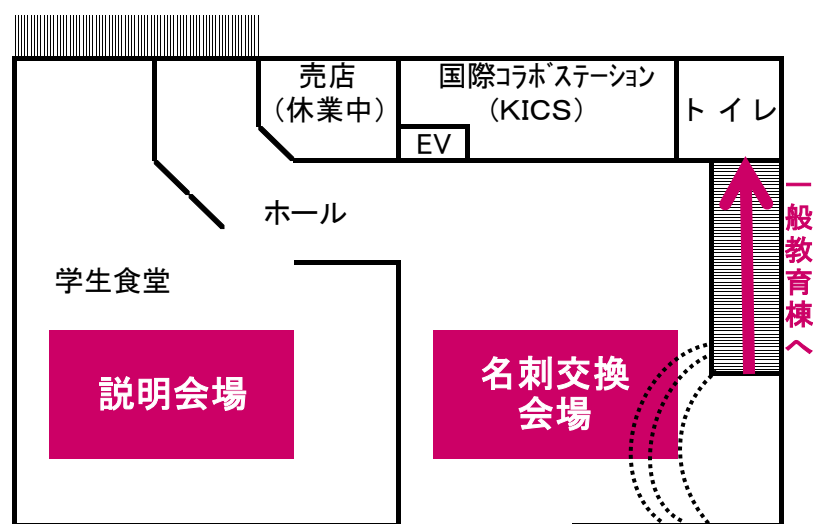 売店
（休業中）
国際ｺﾗﾎﾞｽﾃｰｼｮﾝ
（KICS）
トイレ
EV
ホール
一般教育棟へ
学生食堂
説明会場
名刺交換
会場